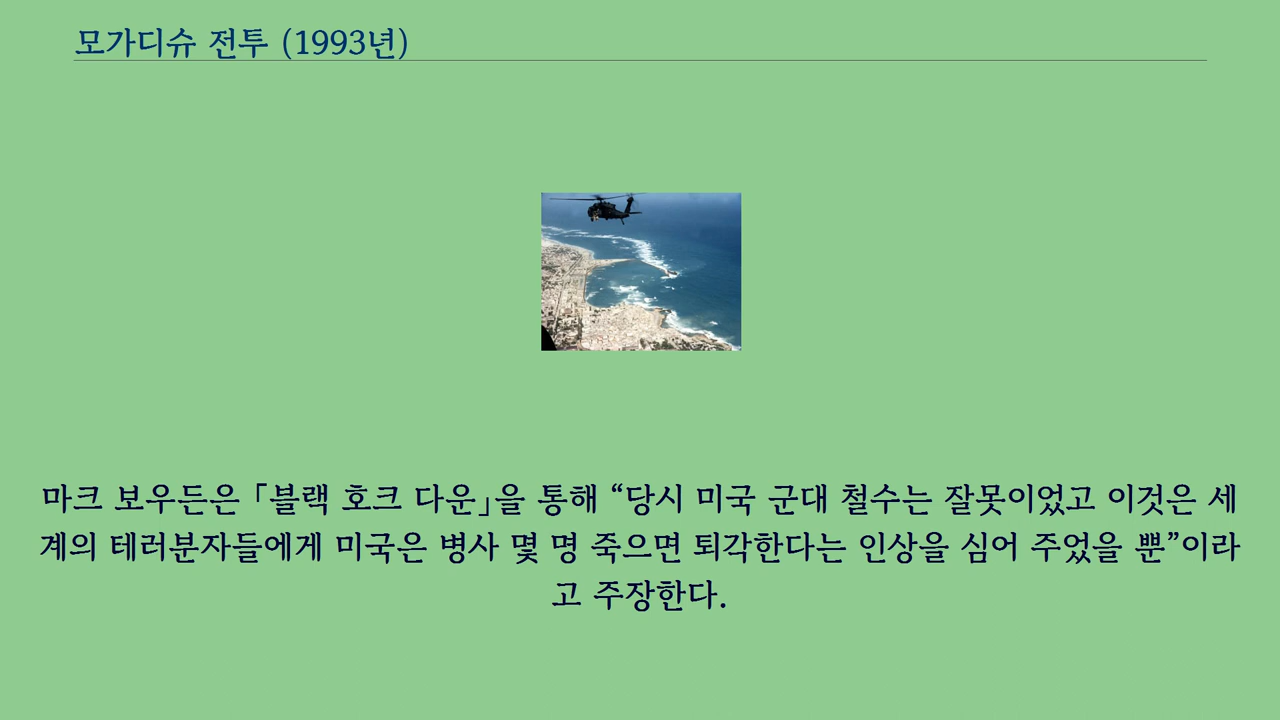 모가디슈 전투 (1993년)
마크 보우든은 「블랙 호크 다운」을 통해 “당시 미국 군대 철수는 잘못이었고 이것은 세
계의 테러분자들에게 미국은 병사 몇 명 죽으면 퇴각한다는 인상을 심어 주었을 뿐”이라
고 주장한다.